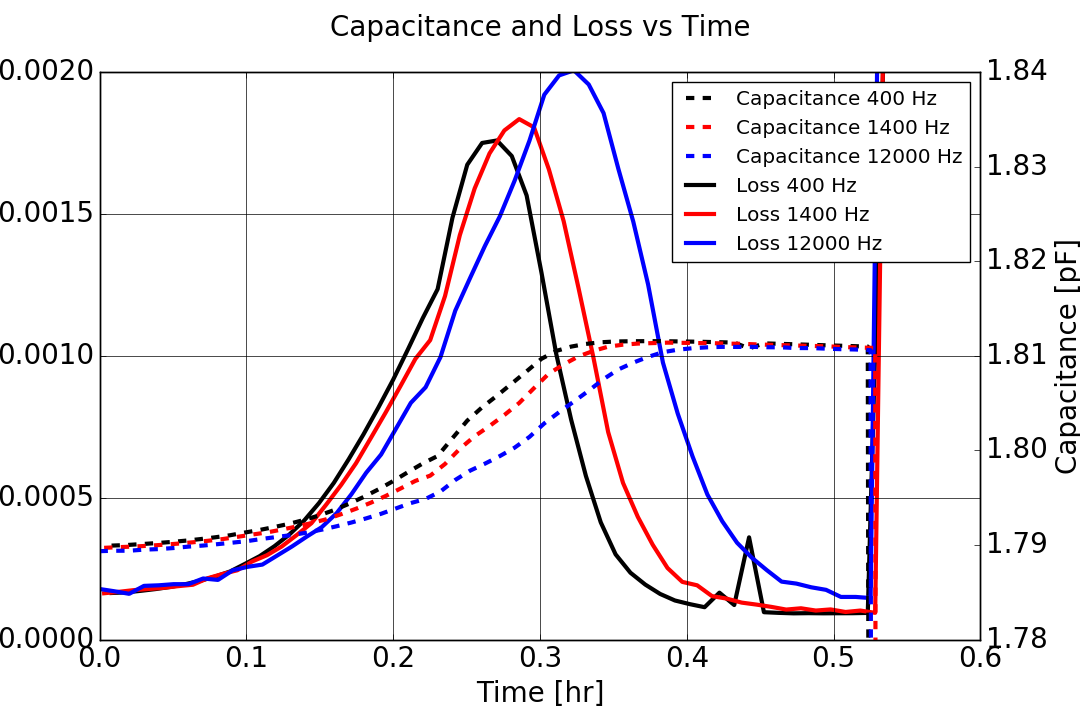 Capacitance and Loss vs Time
0.0020
0.0015
0.0010
0.0005
0.0000
1.84
1.83
1.82
1.81
1.80
1.79
1.78
Capacitance [pF]
Capacitance 400 Hz
Capacitance 1400 Hz
Capacitance 12000 Hz
Loss 400 Hz
Loss 1400 Hz
Loss 12000 Hz
0.0 0.1 0.2 0.3 0.4 0.5 0.6
Time [hr]